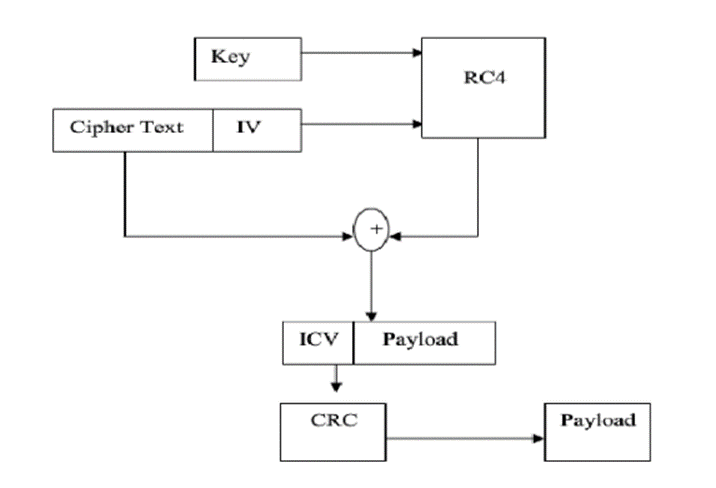 Key
RC4
Cipher Text
IV
+
ICV
Payload
CRC
Payload